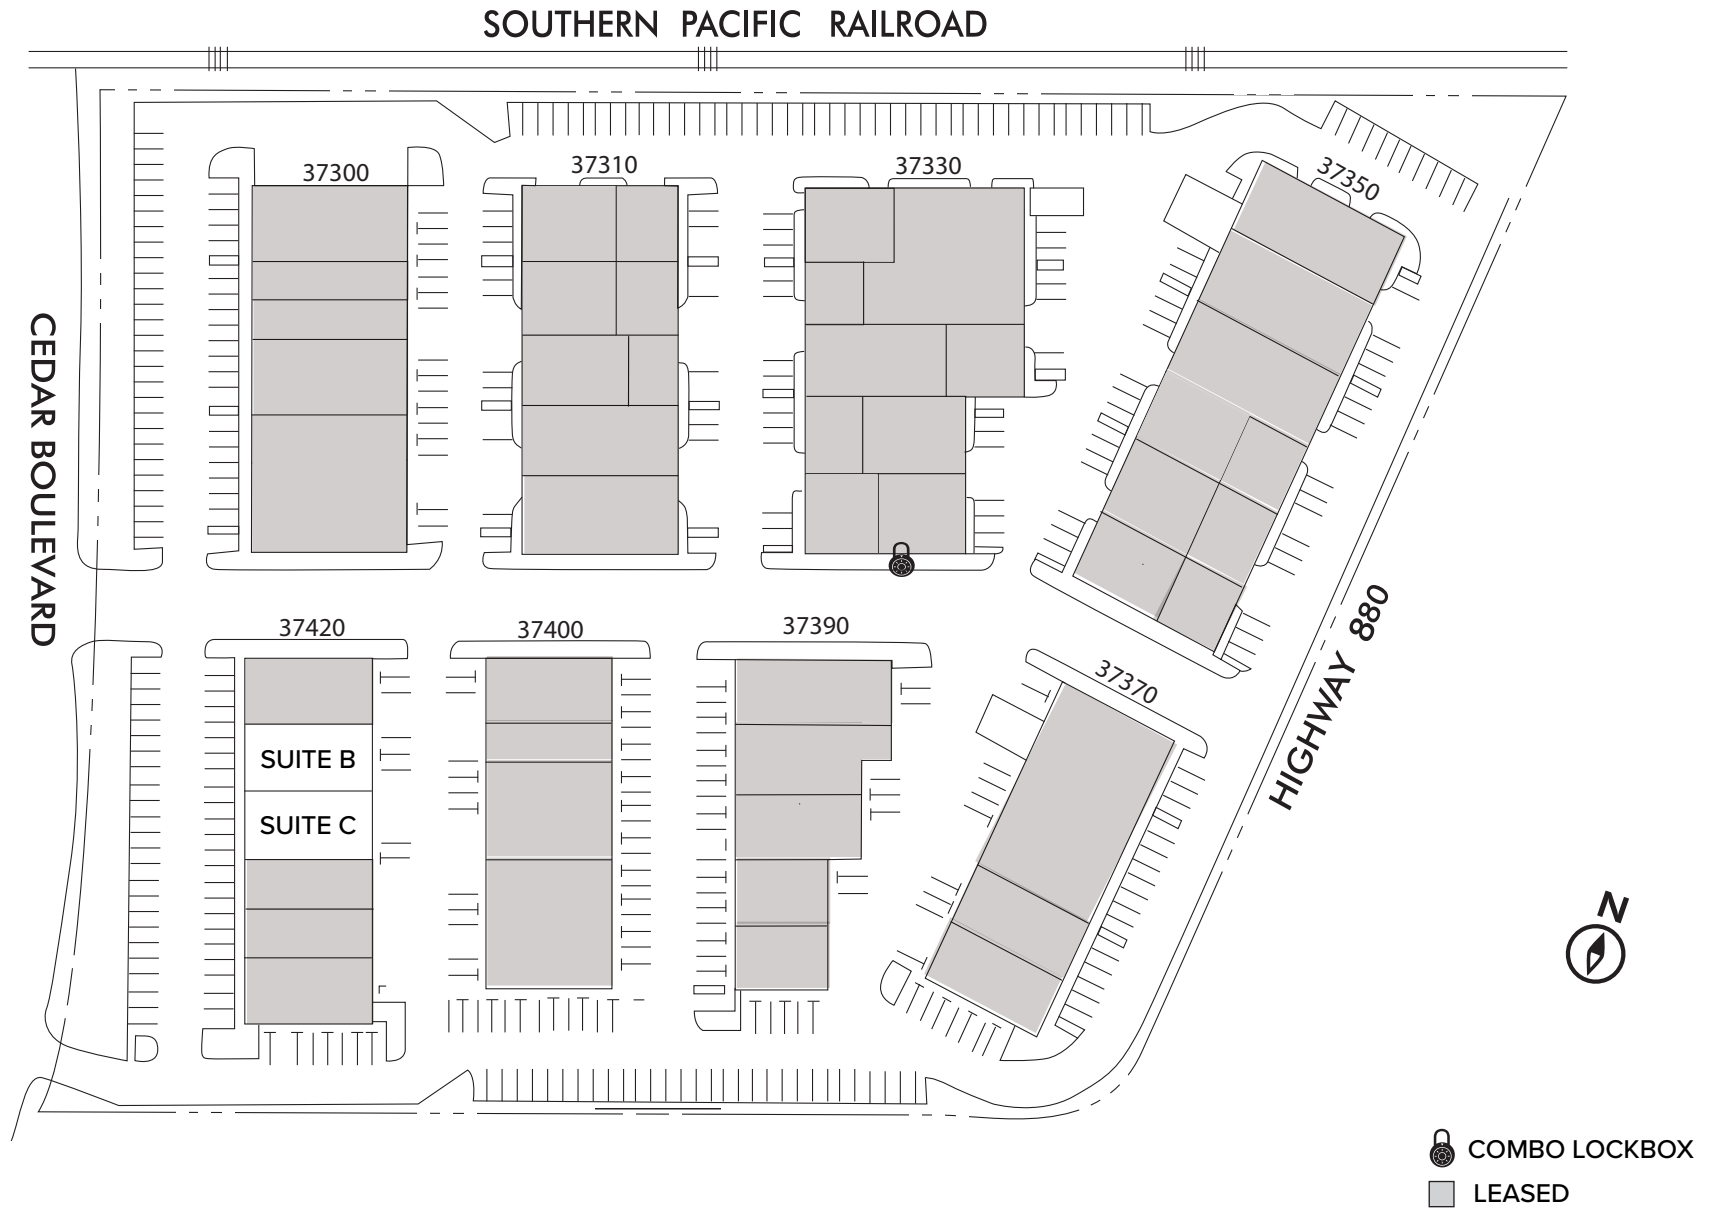 SOUTHERN PACIFIC RAILROAD
37300
37310
37330
37350
CEDAR BOULEVARD
37420
37400
37390
37370
HIGHWAY 880
SUITE B
SUITE C
N
COMBO LOCKBOX
LEASED